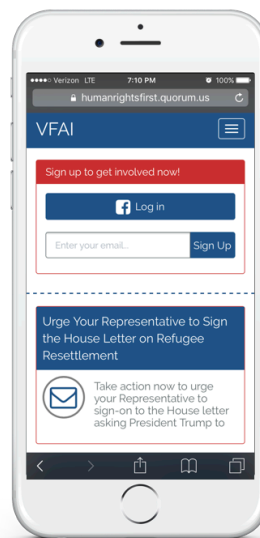 Verizon LTE 7:10 PM 100%
humanrightsfirst.quorum.us
VFAI
Sign up to get involved now!
Log in
Enter your email.. Sign Up
Urge Your Representative to Sign
the House Letter on Refugee
Resettlement
Take action now to urge
your Representative to
sign-on to the House letter
asking President Trump to